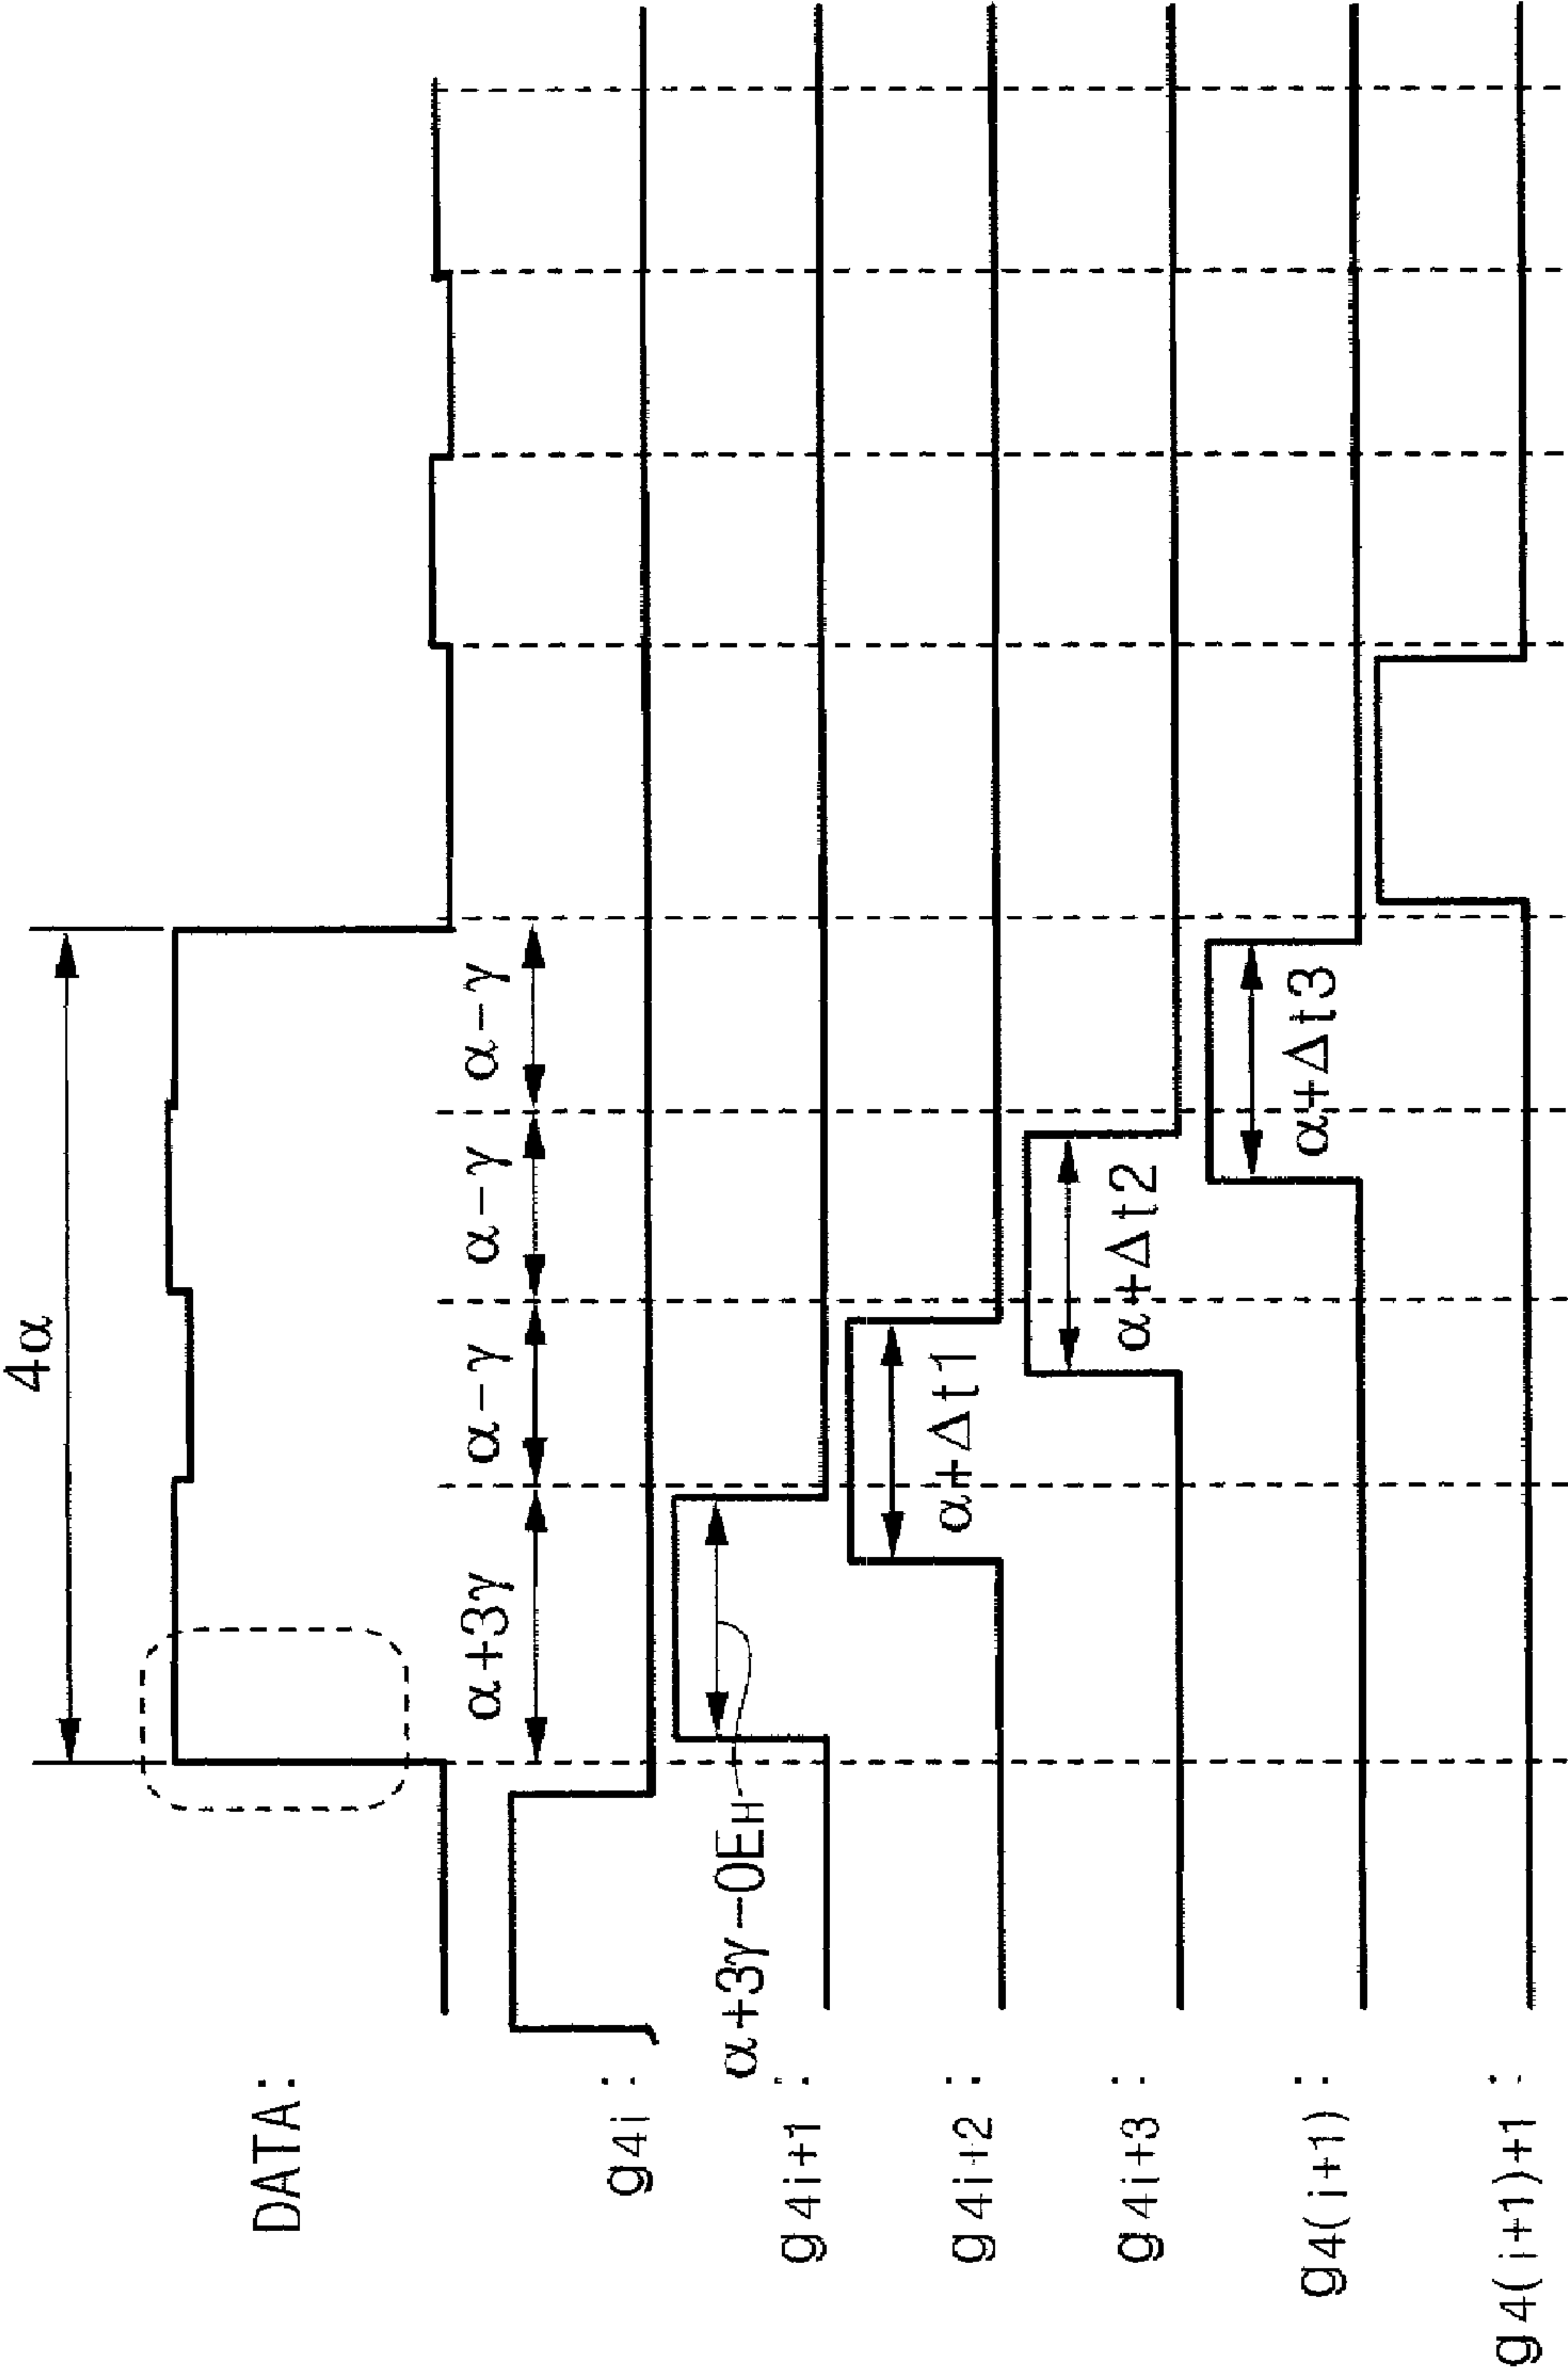 4α
DATA:
α+3γ
α-γ
α-γ
α-γ
g4i:
α+3γ-OEH
g4i+1:
α+Δt1
g4i+2:
α+Δt2
g4i+3:
α+Δt3
g4(i+1):
g4(i+1)+1: